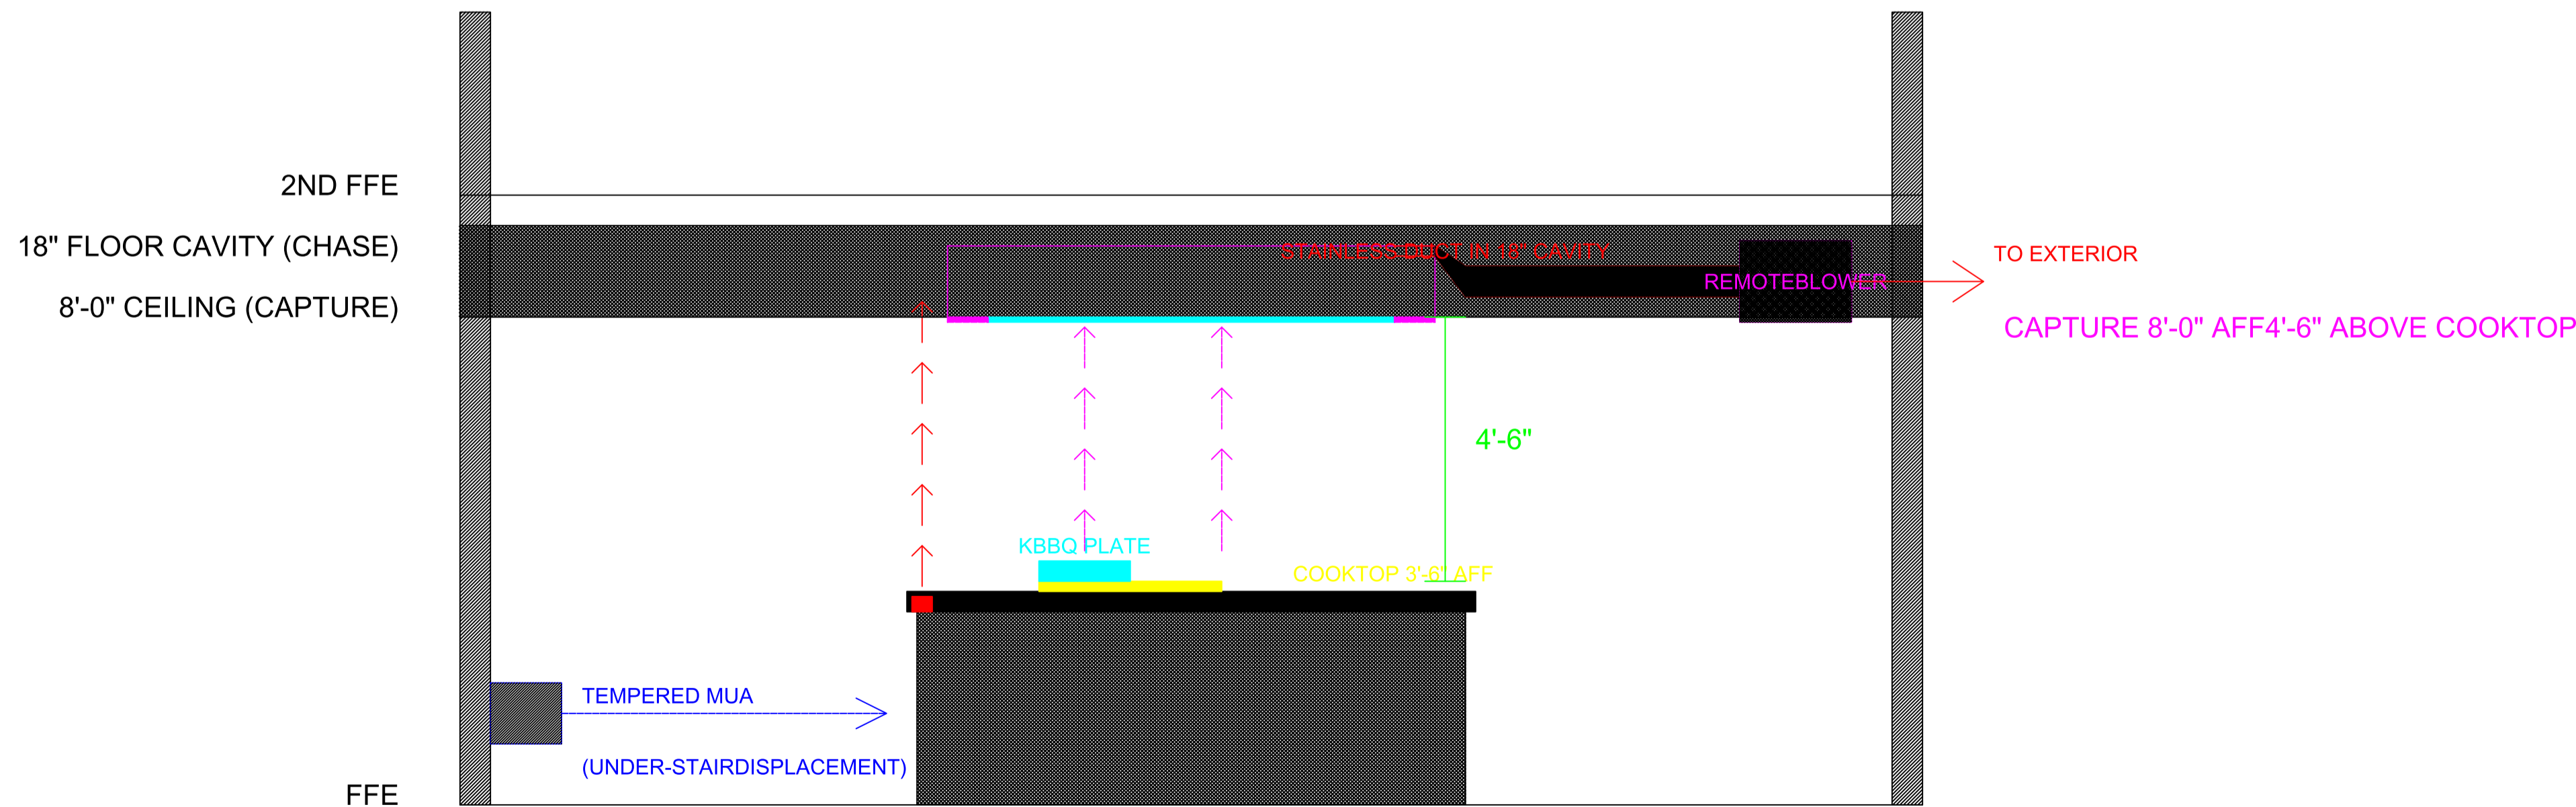 2ND FFE
18" FLOOR CAVITY (CHASE)
STAINLESS DUCT IN 18" CAVITY
TO EXTERIOR
REMOTEBLOWER
8'-0" CEILING (CAPTURE)
CAPTURE 8'-0" AFF4'-6" ABOVE COOKTOP
4'-6"
KBBQ PLATE
COOKTOP 3'-6" AFF
TEMPERED MUA
(UNDER-STAIRDISPLACEMENT)
FFE